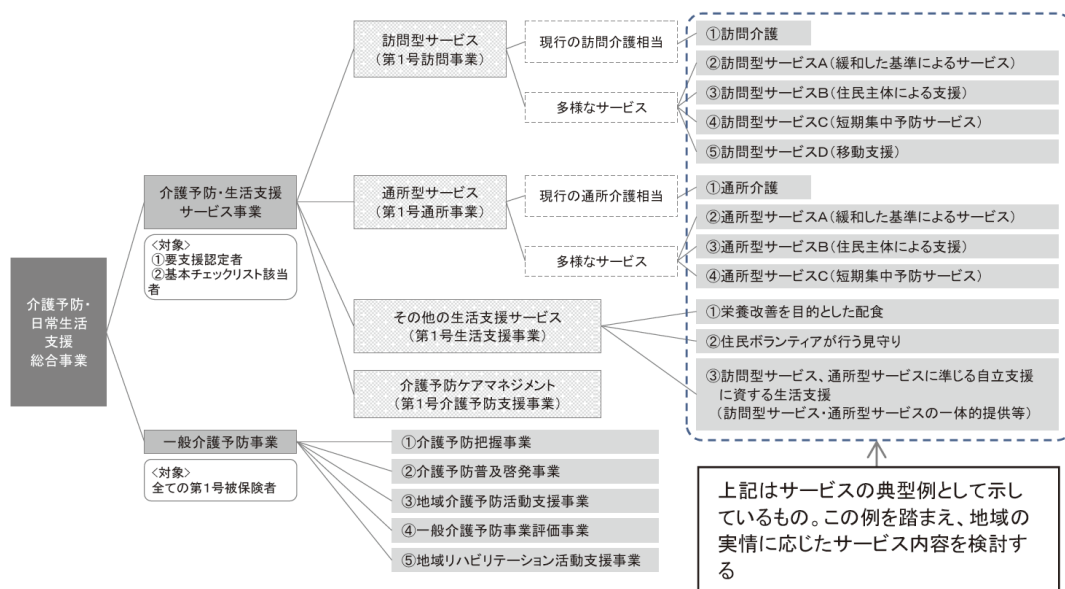 介護予防・
日常生活
支援
総合事業
介護予防・生活支援
サービス事業
<対象>
①要支援認定者
②基本チェックリスト該当
者
訪問型サービス
(第1号訪問事業)
現行の訪問介護相当
①訪問介護
多様なサービス
②訪問型サービスA(緩和した基準によるサービス)
③訪問型サービスB(住民主体による支援)
④訪問型サービスC(短期集中予防サービス)
⑤訪問型サービスD(移動支援)
通所型サービス
(第1号通所事業)
現行の通所介護相当
①通所介護
多様なサービス
②通所型サービスA(緩和した基準によるサービス)
③通所型サービスB(住民主体による支援)
④通所型サービスC(短期集中予防サービス)
その他の生活支援サービス
(第1号生活支援事業)
①栄養改善を目的とした配食
②住民ボランティアが行う見守り
③訪問型サービス、通所型サービスに準じる自立支援
に資する生活支援
(訪問型サービス・通所型サービスの一体的提供等)
介護予防ケアマネジメント
(第1号介護予防支援事業)
一般介護予防事業
<対象>
全ての第1号被保険者
①介護予防把握事業
②介護予防普及啓発事業
③地域介護予防活動支援事業
④一般介護予防事業評価事業
⑤地域リハビリテーション活動支援事業
上記はサービスの典型例として示し
ているもの。この例を踏まえ、地域の
実情に応じたサービス内容を検討す
る